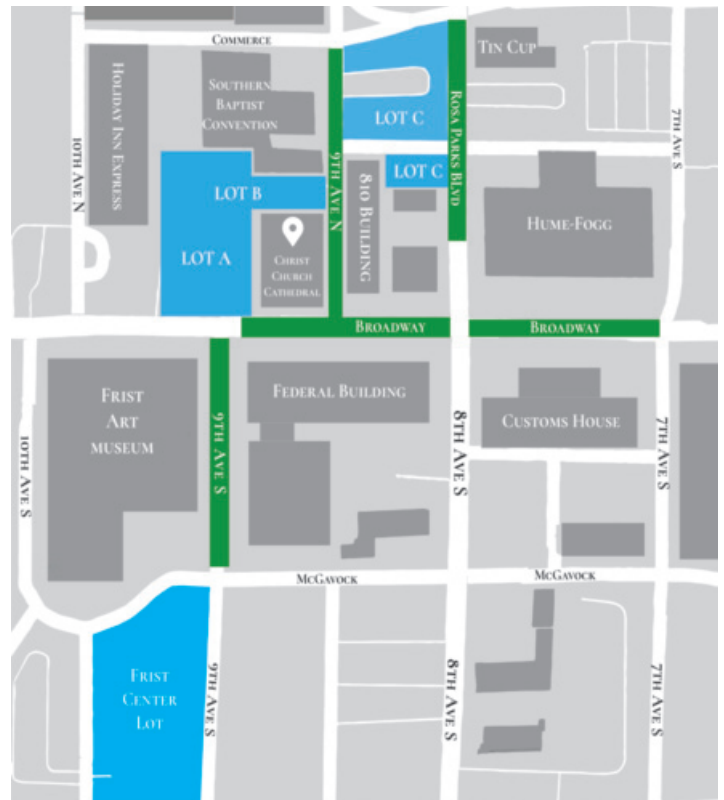 Commerce
Tin Cup
Holiday Inn Express
Southern
Baptist
Convention
10th Ave N
9th Ave N
LOT C
Rosa Parks Blvd
7th Ave S
LOT C
810 Building
LOT B
LOT A
Christ
Church
Cathedral
Hume-Fogg
Broadway
Broadway
Frist
Art
museum
10th Ave S
9th Ave S
Federal Building
8th Ave S
Customs House
7th Ave S
McGavock
McGavock
Frist
Center
Lot
9th Ave S
8th Ave S
7th Ave S